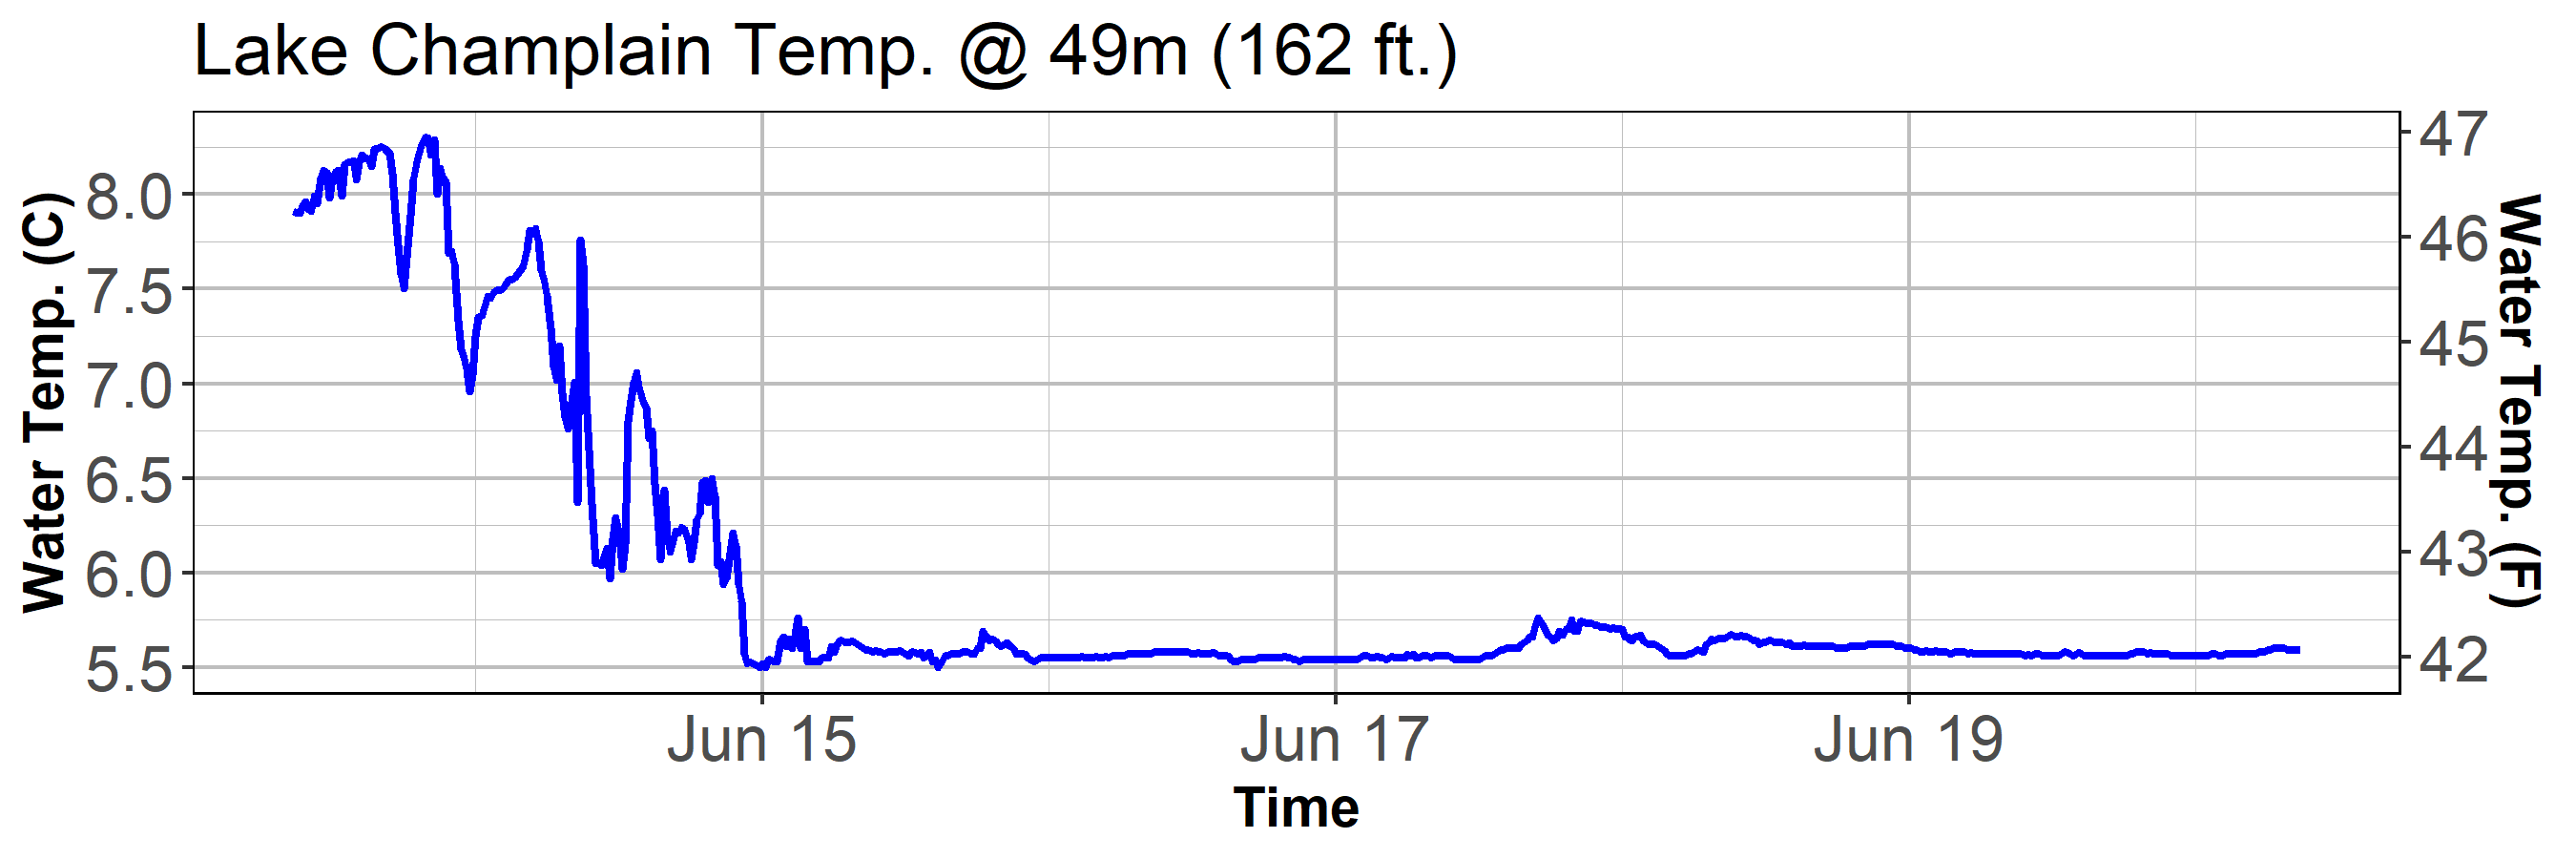 Lake Champlain Temp. @ 49m (162 ft.)
Water Temp. (C)
8.0
7.5
7.0
6.5
6.0
5.5
47
46
45
44
43
42
Water Temp. (F)
Jun 15 Jun 17 Jun 19
Time